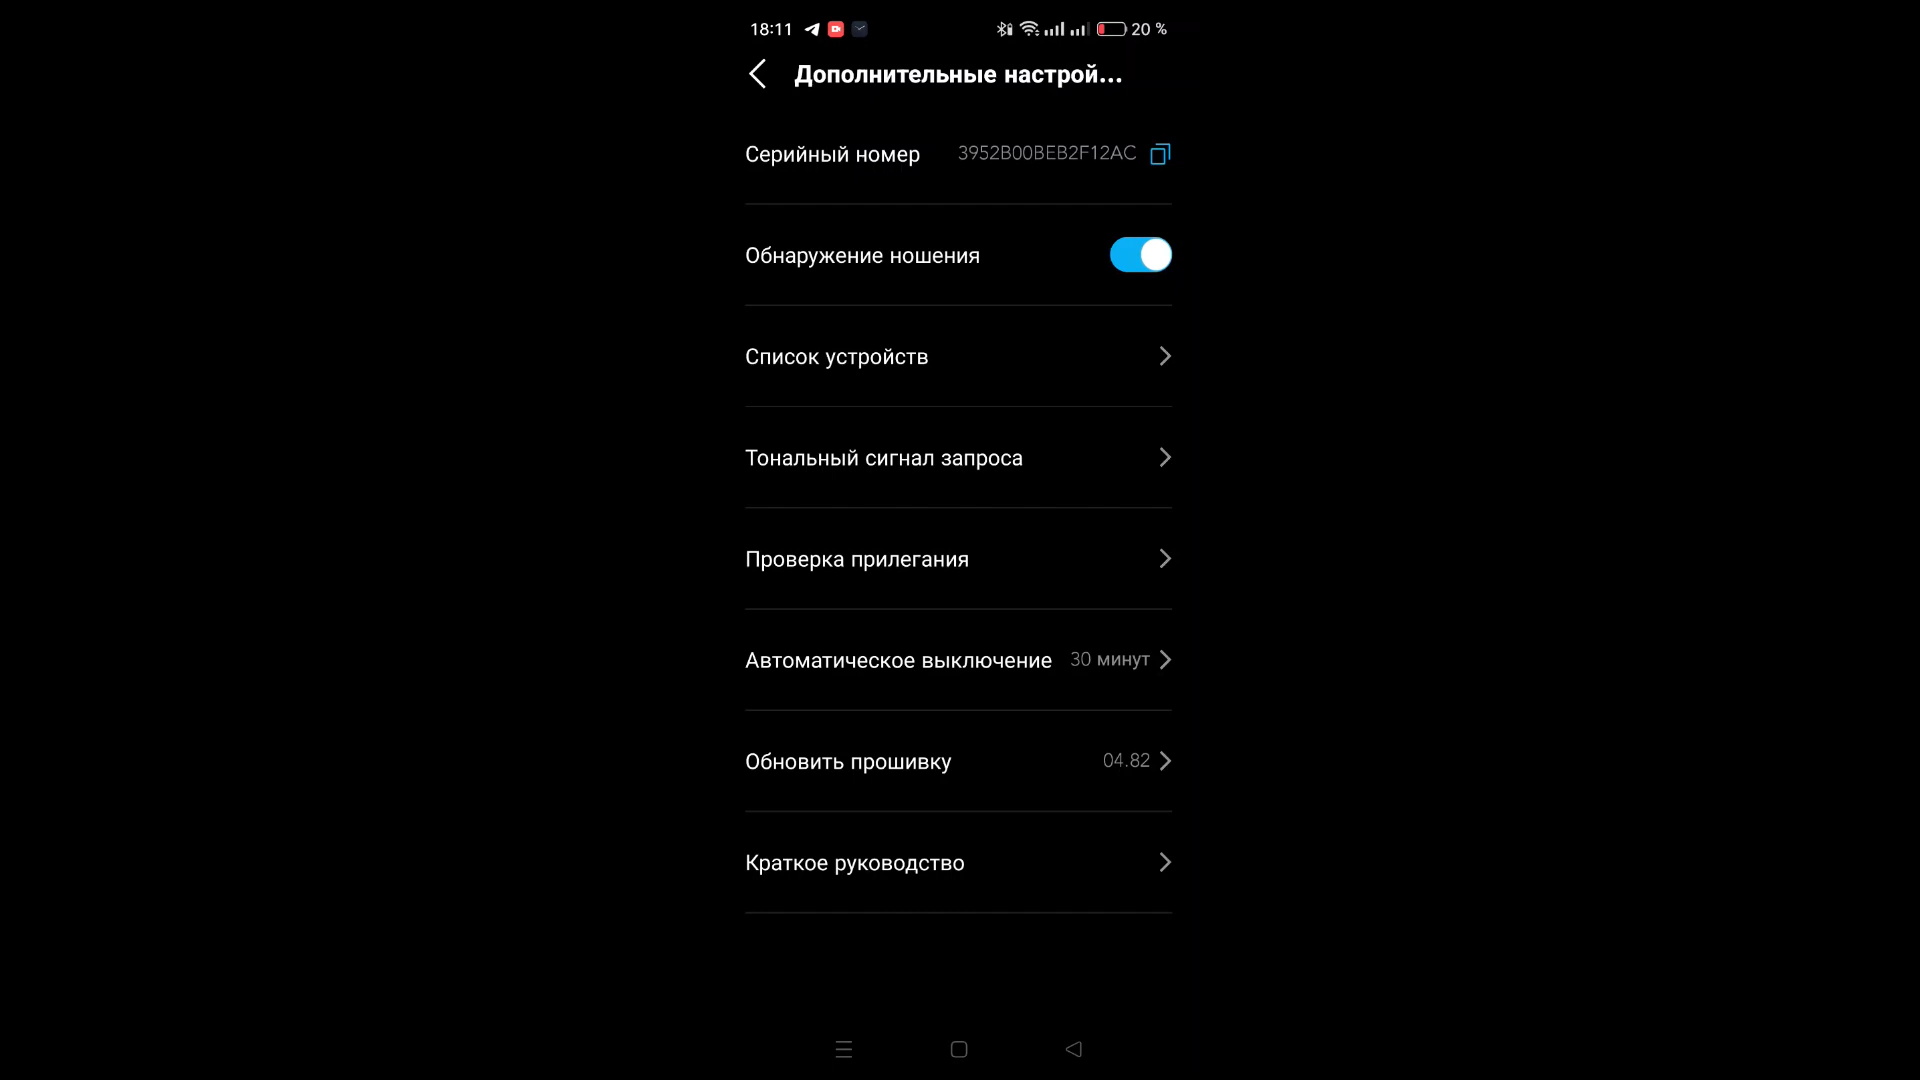 18:11 20 %
Дополнительные настрой...
Серийный номер 3952B00BEB2F12AC
Обнаружение ношения
Список устройств
Тональный сигнал запроса
Проверка прилегания
Автоматическое выключение 30 минут
Обновить прошивку 04.82
Краткое руководство